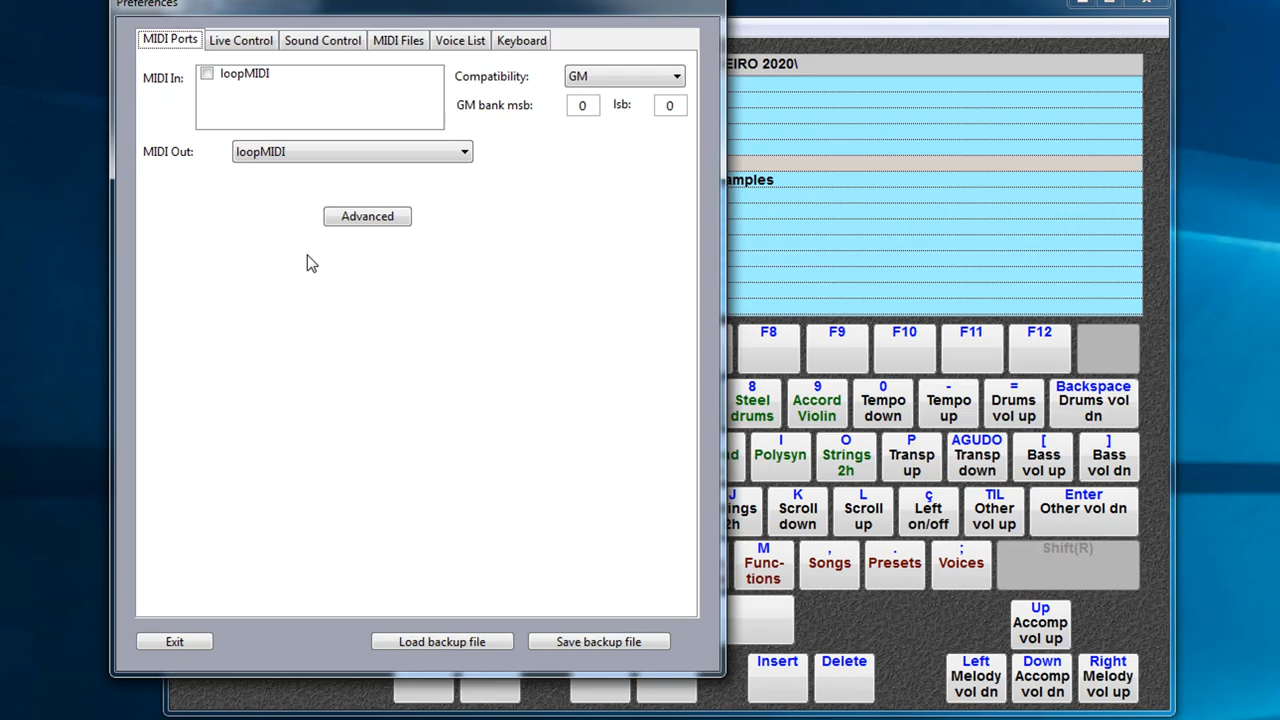 Preferences
MIDI Ports
Live Control
Sound Control
MIDI Files
Voice List
Keyboard
MIDI In:
loopMIDI
Compatibility:
GM
GM bank msb:
0
lsb:
0
MIDI Out:
loopMIDI
Advanced
Exit
Load backup file
Save backup file
EIRO 2020\
amples
F8
F9
F10
F11
F12
8
Steel
drums
9
Accord
Violin
0
Tempo
down
-
Tempo
up
=
Drums
vol up
Backspace
Drums vol
dn
nd
I
Polysyn
O
Strings
2h
P
Transp
up
AGUDO
Transp
down
[
Bass
vol up
]
Bass
vol dn
J
ings
2h
K
Scroll
down
L
Scroll
up
ç
Left
on/off
TIL
Other
vol up
Enter
Other vol dn
M
Func-
tions
,
Songs
.
Presets
;
Voices
Shift(R)
Up
Accomp
vol up
Insert
Delete
Left
Melody
vol dn
Down
Accomp
vol dn
Right
Melody
vol up